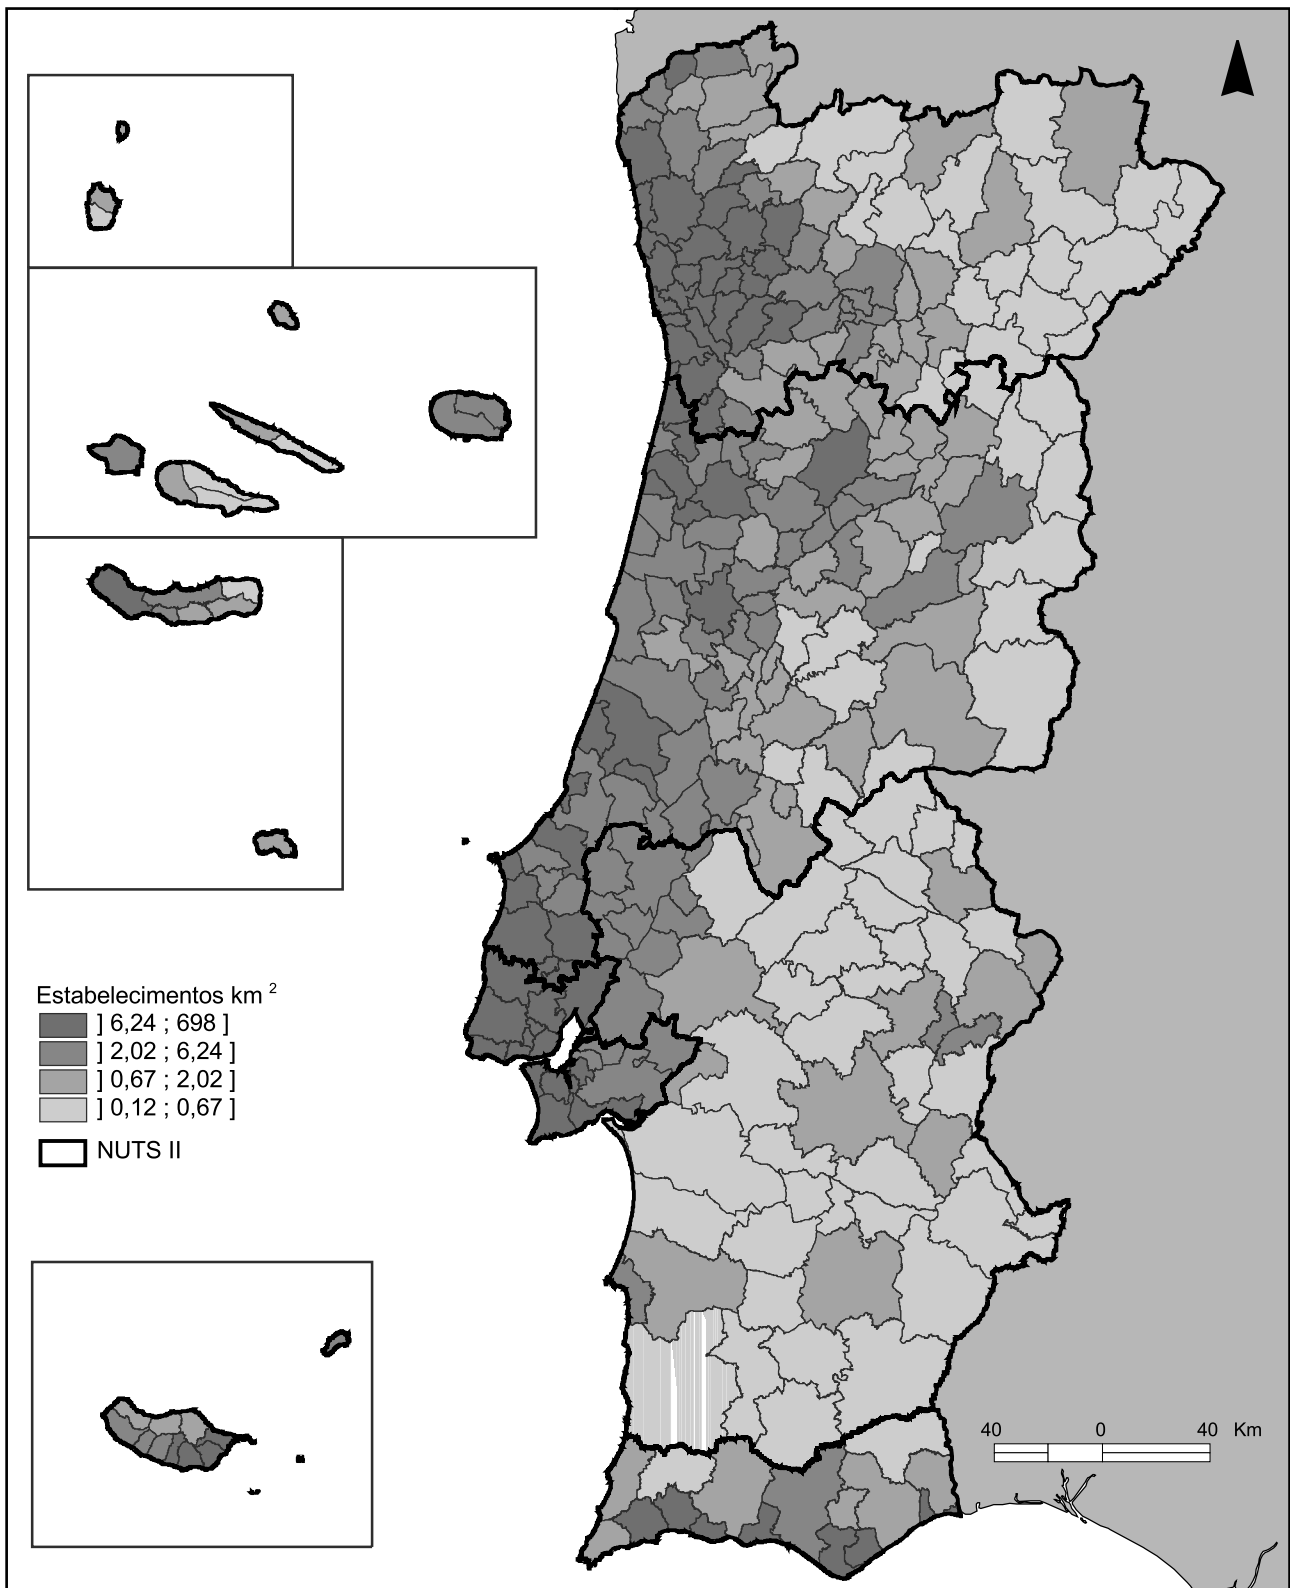 Estabelecimentos km 2
] 6,24 ; 698 ]
] 2,02 ; 6,24 ]
] 0,67 ; 2,02 ]
] 0,12 ; 0,67 ]
NUTS II
40 0 40 Km